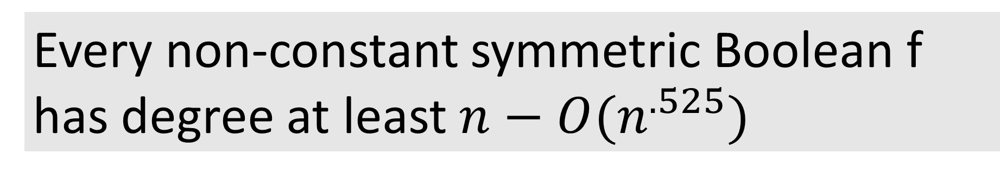 Every non-constant symmetric Boolean f
has degree at least n − O(n^.525)